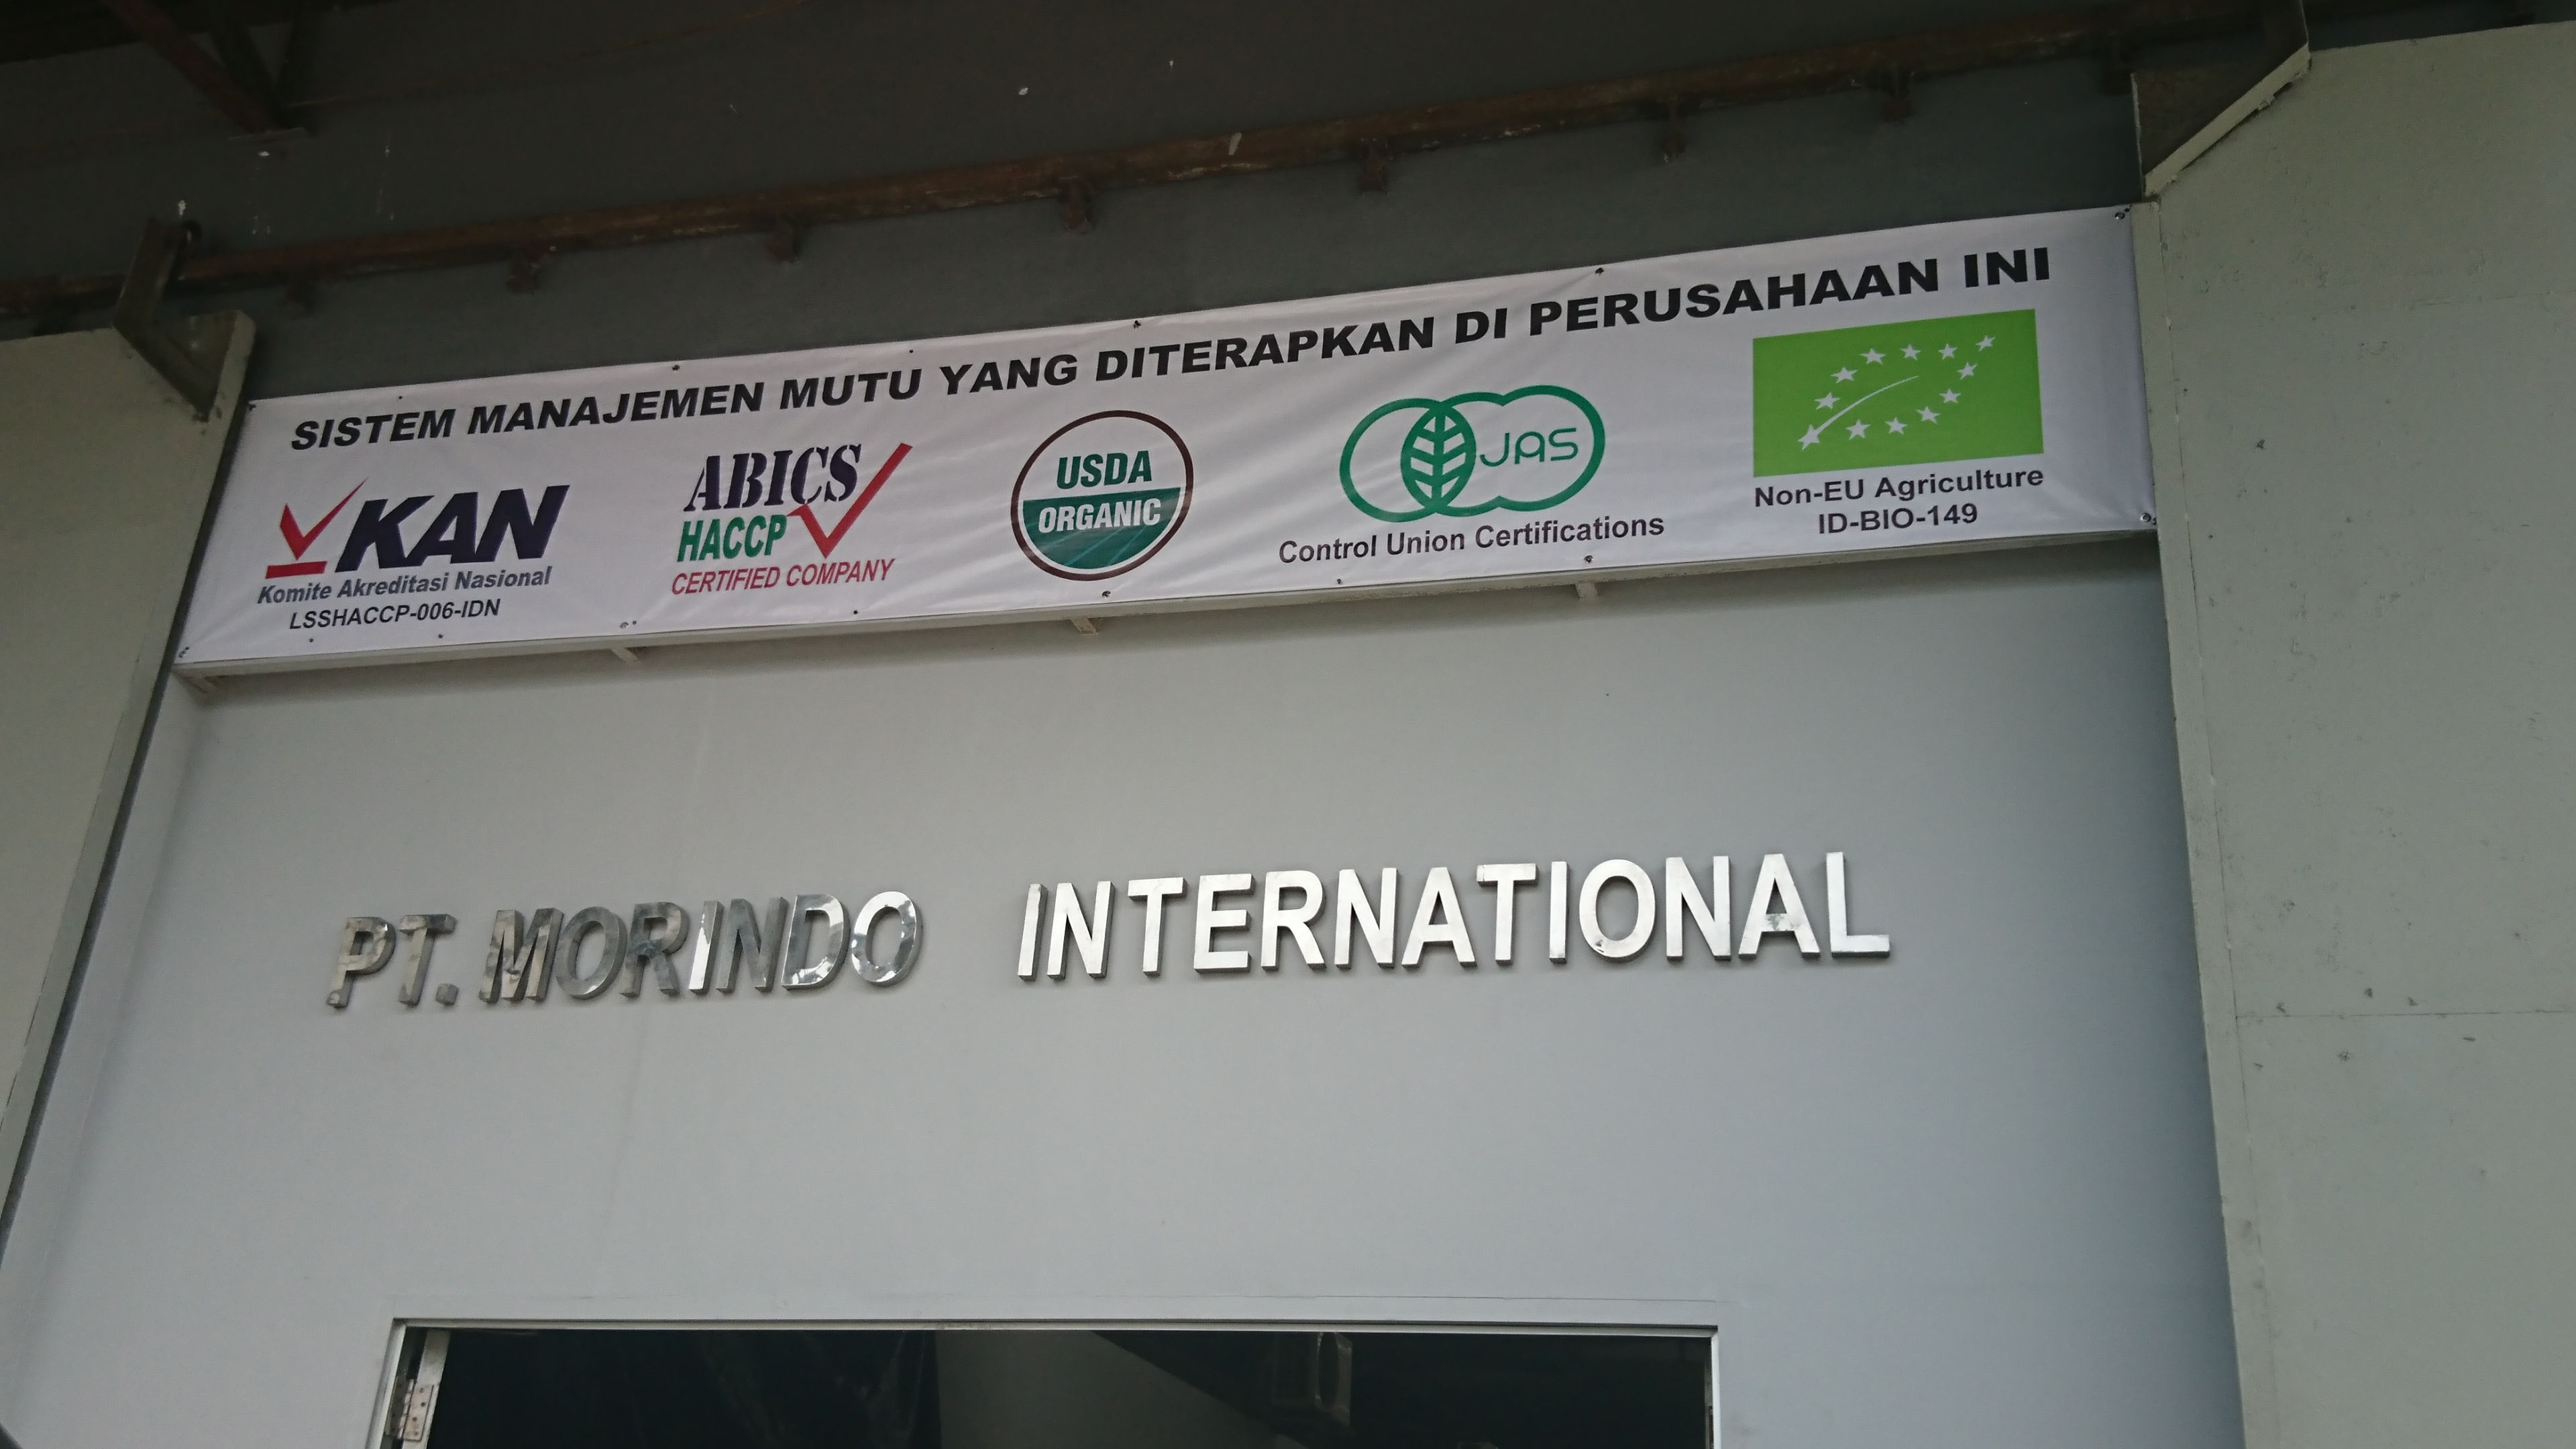 SISTEM MANAJEMEN MUTU YANG DITERAPKAN DI PERUSAHAAN INI
KAN
Komite Akreditasi Nasional
LSSHACCP-006-IDN
ABICS
HACCP
CERTIFIED COMPANY
USDA
ORGANIC
JAS
Control Union Certifications
Non-EU Agriculture
ID-BIO-149
PT. MORINDO INTERNATIONAL